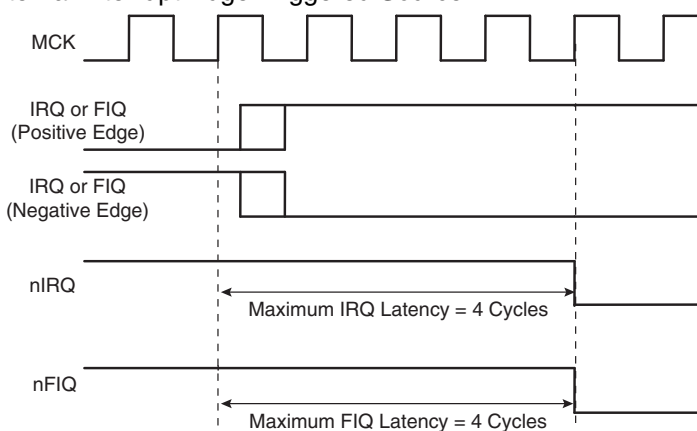 MCK
IRQ or FIQ
(Positive Edge)
IRQ or FIQ
(Negative Edge)
nIRQ
Maximum IRQ Latency = 4 Cycles
nFIQ
Maximum FIQ Latency = 4 Cycles